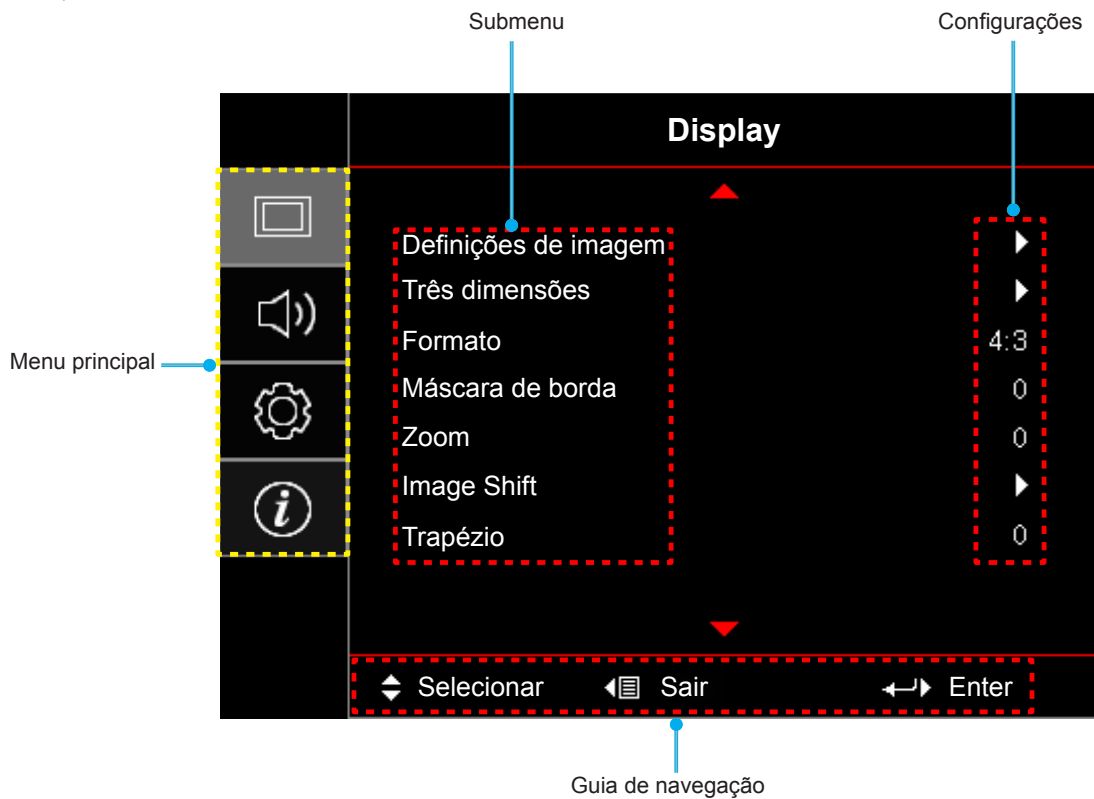 Submenu
Configurações
Display
Definições de imagem
Três dimensões
Formato 4:3
Menu principal
Máscara de borda 0
Zoom 0
Image Shift
Trapézio 0
Selecionar Sair Enter
Guia de navegação